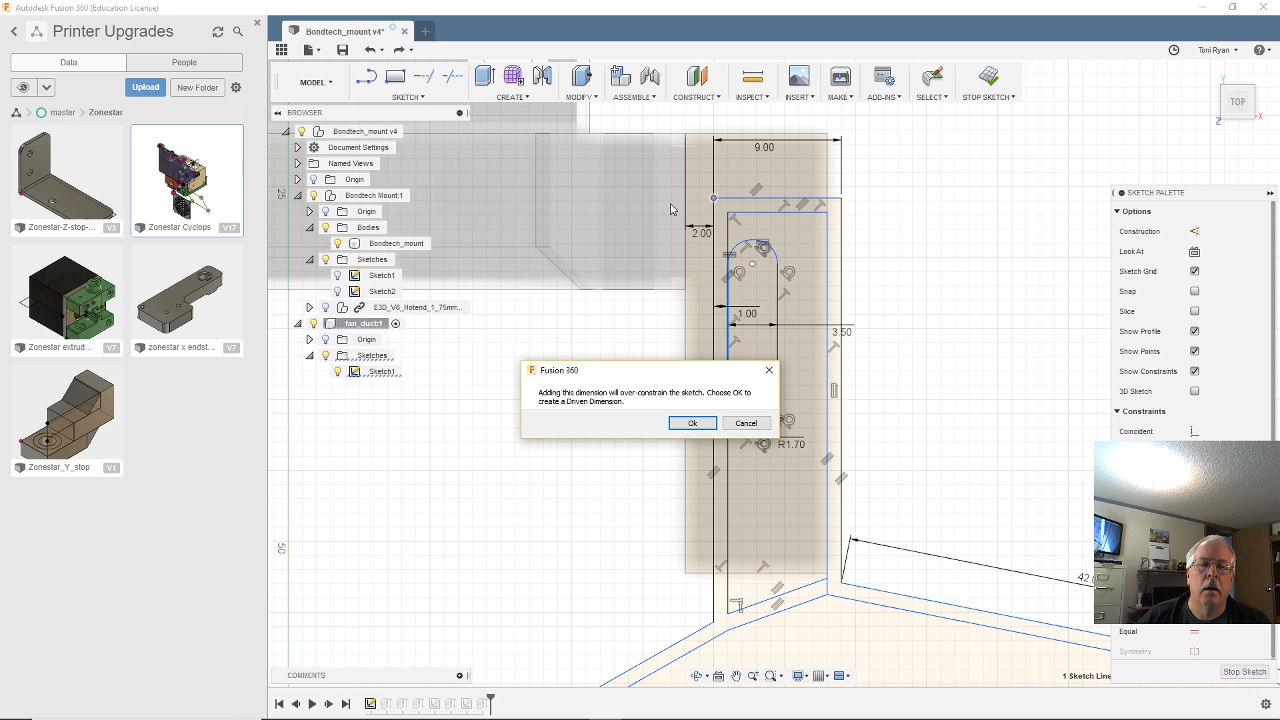 Autodesk Fusion 360 (Education License)
Printer Upgrades
Data
People
Upload
New Folder
master
Zonestar
Zonestar-Z-stop-...
V3
Zonestar Cyclops
V17
Zonestar extrud...
V7
zonestar x endst...
V7
Zonestar_Y_stop
V1
Bondtech_mount v4*
Toni Ryan
MODEL
SKETCH
CREATE
MODIFY
ASSEMBLE
CONSTRUCT
INSPECT
INSERT
MAKE
ADD-INS
SELECT
STOP SKETCH
BROWSER
Bondtech_mount v4
Document Settings
Named Views
Origin
Bondtech Mount:1
Origin
Bodies
Bondtech_mount
Sketches
Sketch1
Sketch2
E3D_V6_Hotend_1_75mm...
fan_duct:1
Origin
Sketches
Sketch1
25
50
9.00
2.00
1.00
3.50
R1.70
42
TOP
Z
X
Y
Fusion 360
Adding this dimension will over-constrain the sketch. Choose OK to
create a Driven Dimension.
Ok
Cancel
SKETCH PALETTE
Options
Construction
Look At
Sketch Grid
Snap
Slice
Show Profile
Show Points
Show Constraints
3D Sketch
Constraints
Coincident
Equal
Symmetry
Stop Sketch
COMMENTS
1 Sketch Line